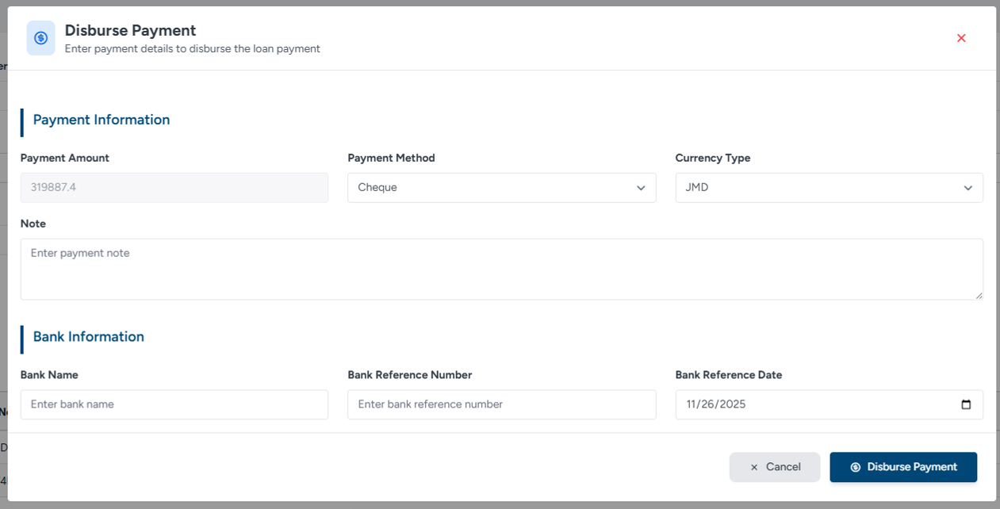 Disburse Payment
Enter payment details to disburse the loan payment
Payment Information
Payment Amount
Payment Method
Currency Type
319887.4
Cheque
JMD
Note
Enter payment note
Bank Information
Bank Name
Bank Reference Number
Bank Reference Date
Enter bank name
Enter bank reference number
11/26/2025
Cancel
Disburse Payment